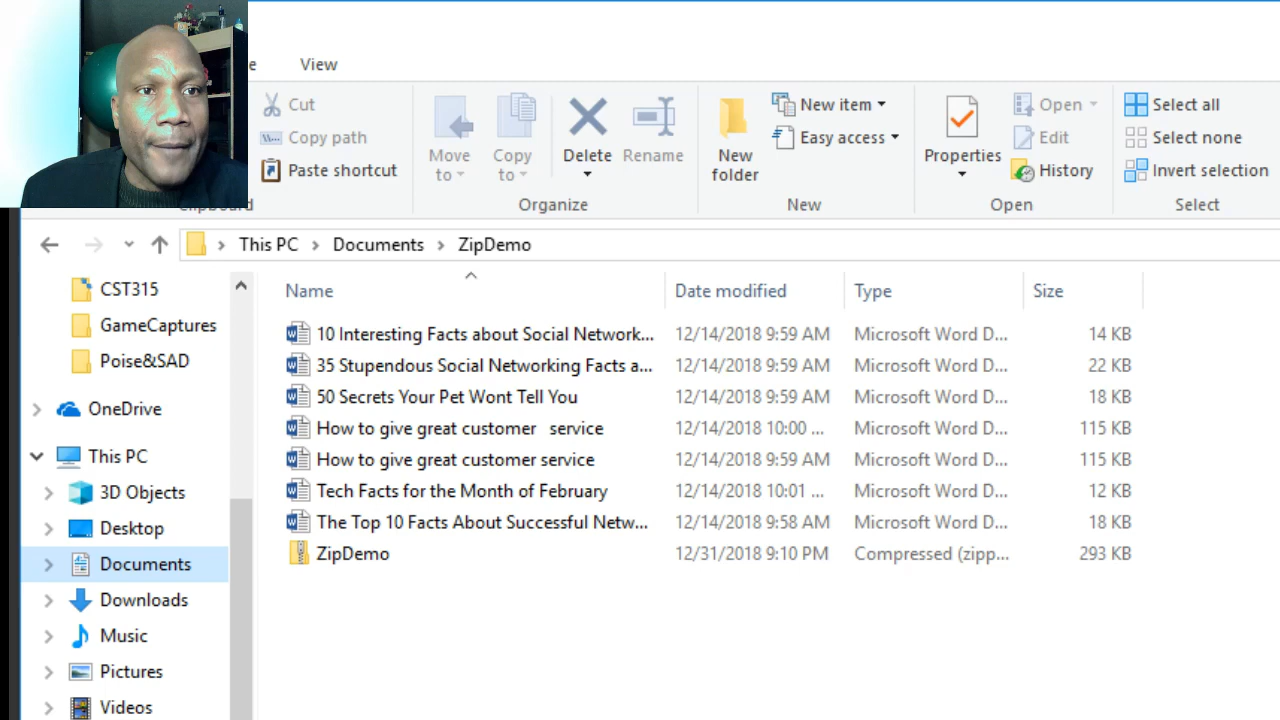 e View
Cut
Copy path
Paste shortcut
Clipboard
Move to
Copy to
Delete
Rename
Organize
New folder
New item
Easy access
New
Properties
Open
Edit
History
Open
Select all
Select none
Invert selection
Select
This PC > Documents > ZipDemo
CST315
GameCaptures
Poise&SAD
OneDrive
This PC
3D Objects
Desktop
Documents
Downloads
Music
Pictures
Videos
Name Date modified Type Size
10 Interesting Facts about Social Network... 12/14/2018 9:59 AM Microsoft Word D... 14 KB
35 Stupendous Social Networking Facts a... 12/14/2018 9:59 AM Microsoft Word D... 22 KB
50 Secrets Your Pet Wont Tell You 12/14/2018 9:59 AM Microsoft Word D... 18 KB
How to give great customer   service 12/14/2018 10:00 ... Microsoft Word D... 115 KB
How to give great customer service 12/14/2018 9:59 AM Microsoft Word D... 115 KB
Tech Facts for the Month of February 12/14/2018 10:01 ... Microsoft Word D... 12 KB
The Top 10 Facts About Successful Netw... 12/14/2018 9:58 AM Microsoft Word D... 18 KB
ZipDemo 12/31/2018 9:10 PM Compressed (zipp... 293 KB